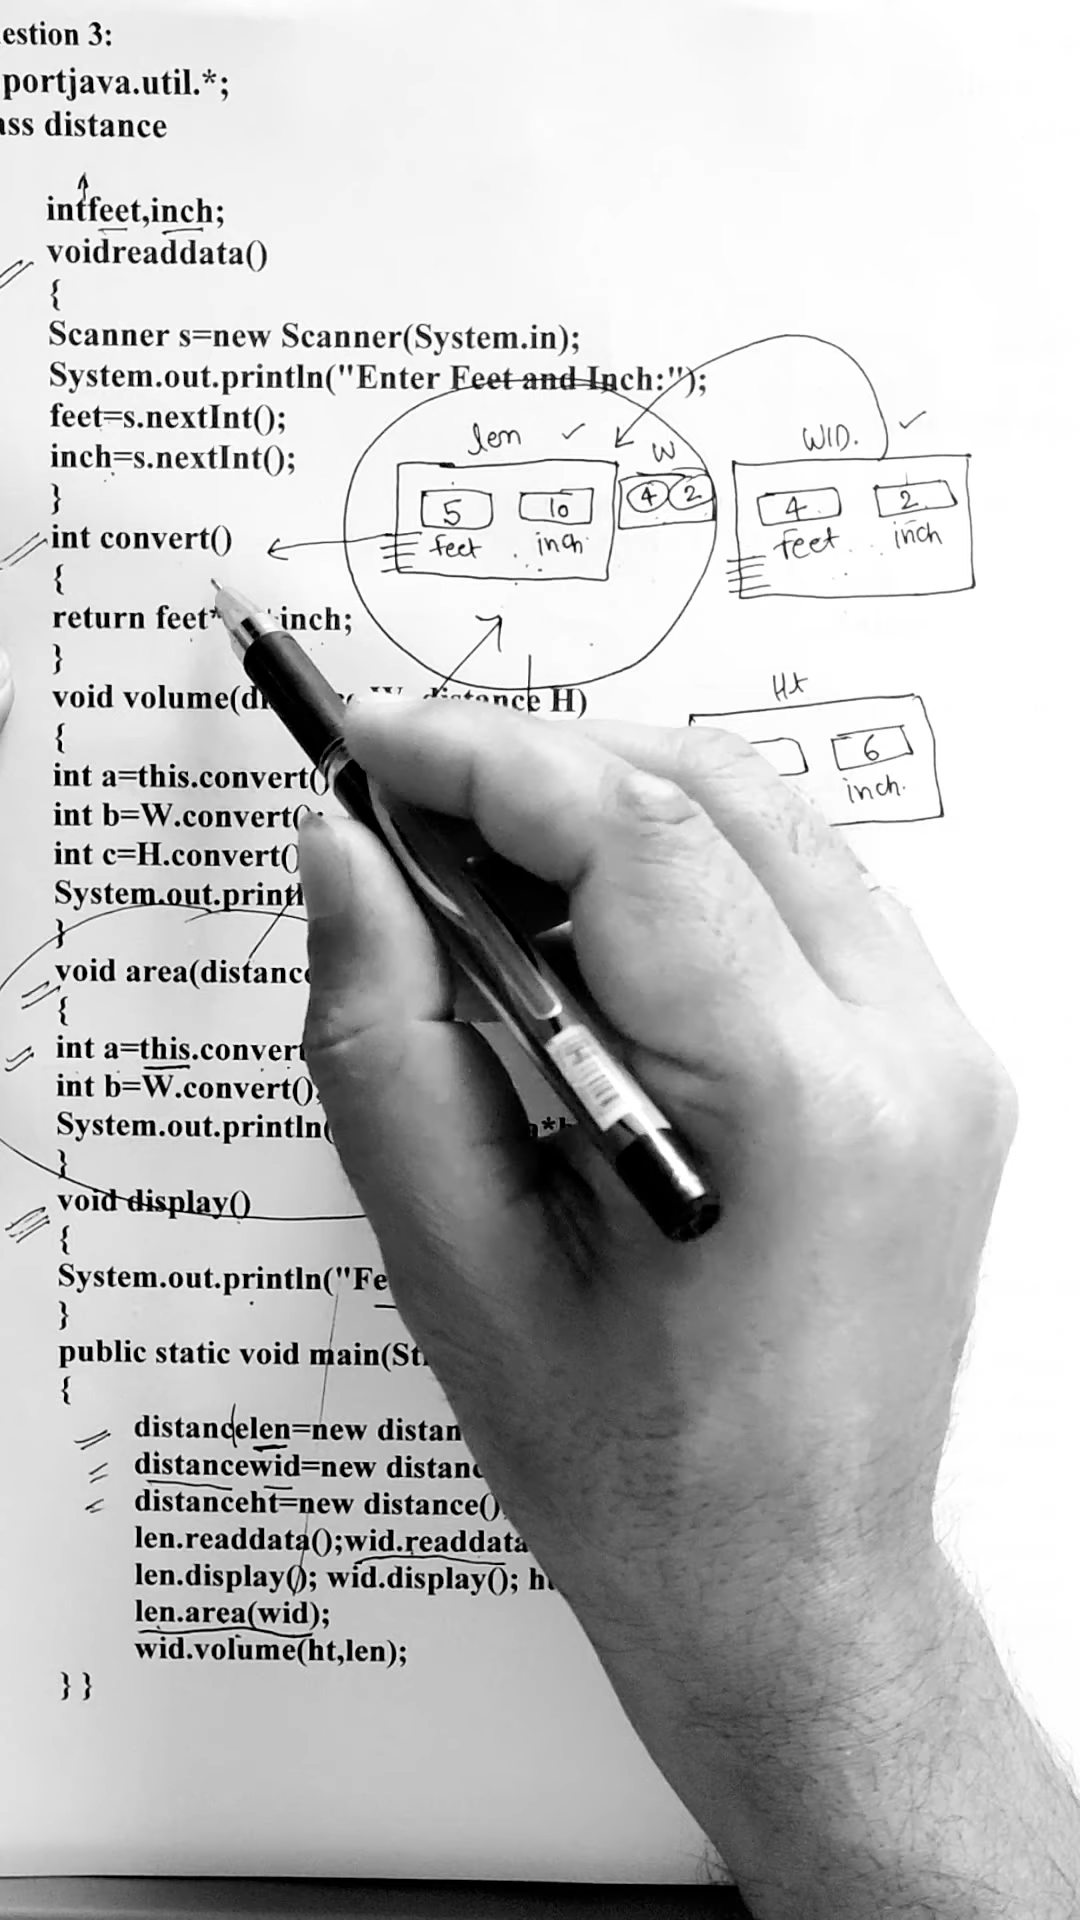 estion 3:
portjava.util.*;
ass distance
intfeet,inch;
voidreaddata()
{
Scanner s=new Scanner(System.in);
System.out.println("Enter Feet and Inch:");
feet=s.nextInt();
inch=s.nextInt();
}
int convert()
{
return feet* inch;
}
void volume(d W, distance H)
{
int a=this.convert()
int b=W.convert();
int c=H.convert()
System.out.printl
}
void area(distance
{
int a=this.convert
int b=W.convert();
System.out.println( a*b
}
void display()
{
System.out.println("Fe
}
public static void main(St
{
distancelen=new distan
distancewid=new distanc
distanceht=new distance()
len.readdata();wid.readdata
len.display(); wid.display(); h
len.area(wid);
wid.volume(ht,len);
} }
len
5 10
feet inch
W
4 2
WID.
4 2
feet inch
Ht
6
inch.